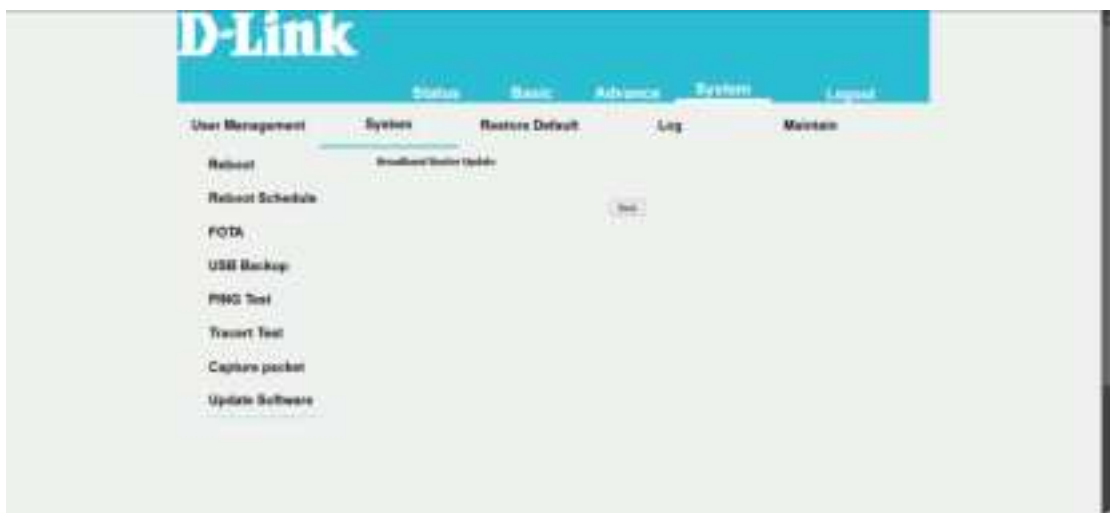 D-Link
Status Basic Advance System Logout
User Management System Restore Default Log Maintain
Reboot
Broadband Router Update
Reboot Schedule
FOTA
USB Backup
PING Test
Tracert Test
Capture packet
Update Software